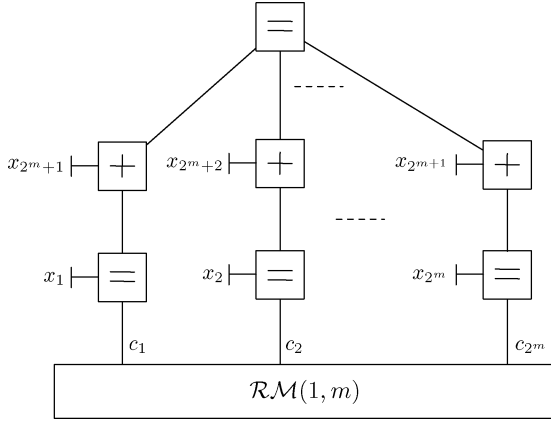 =
x_{2^m+1} + x_{2^m+2} + x_{2^{m+1}} +
x_1 = x_2 = x_{2^m} =
c_1 c_2 c_{2^m}
\mathcal{RM}(1, m)